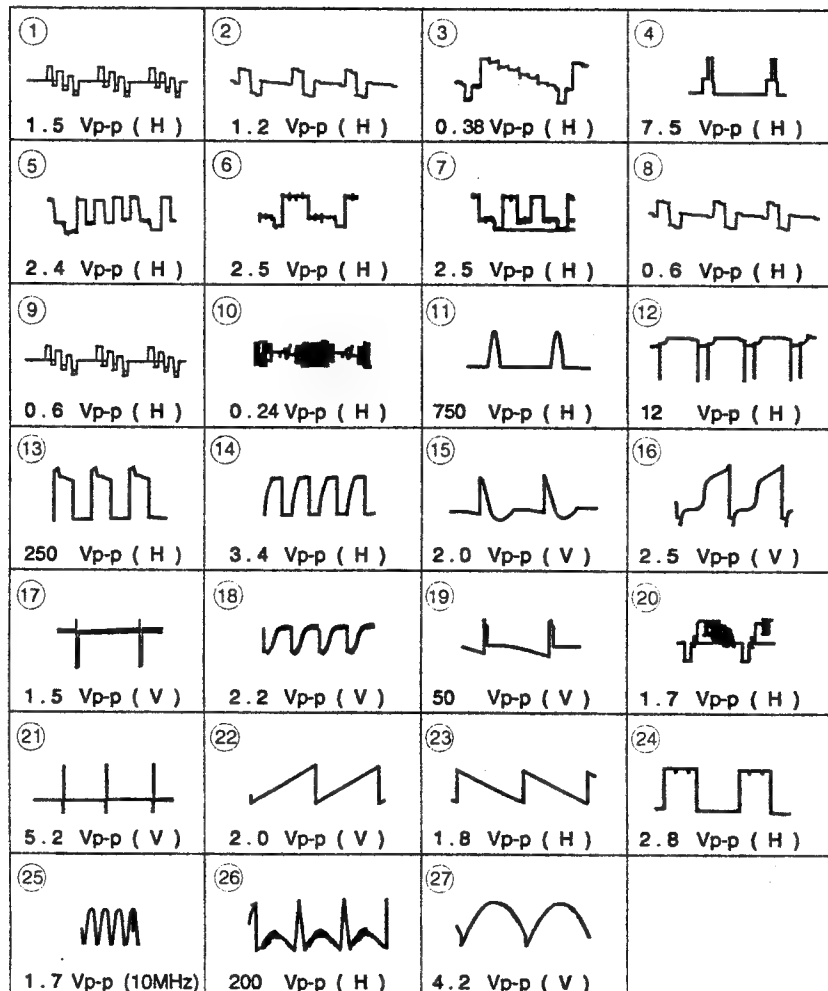 1 2 3 4
1.5 Vp-p ( H ) 1.2 Vp-p ( H ) 0.38 Vp-p ( H ) 7.5 Vp-p ( H )
5 6 7 8
2.4 Vp-p ( H ) 2.5 Vp-p ( H ) 2.5 Vp-p ( H ) 0.6 Vp-p ( H )
9 10 11 12
0.6 Vp-p ( H ) 0.24 Vp-p ( H ) 750 Vp-p ( H ) 12 Vp-p ( H )
13 14 15 16
250 Vp-p ( H ) 3.4 Vp-p ( H ) 2.0 Vp-p ( V ) 2.5 Vp-p ( V )
17 18 19 20
1.5 Vp-p ( V ) 2.2 Vp-p ( V ) 50 Vp-p ( V ) 1.7 Vp-p ( H )
21 22 23 24
5.2 Vp-p ( V ) 2.0 Vp-p ( V ) 1.8 Vp-p ( H ) 2.8 Vp-p ( H )
25 26 27
1.7 Vp-p (10MHz) 200 Vp-p ( H ) 4.2 Vp-p ( V )